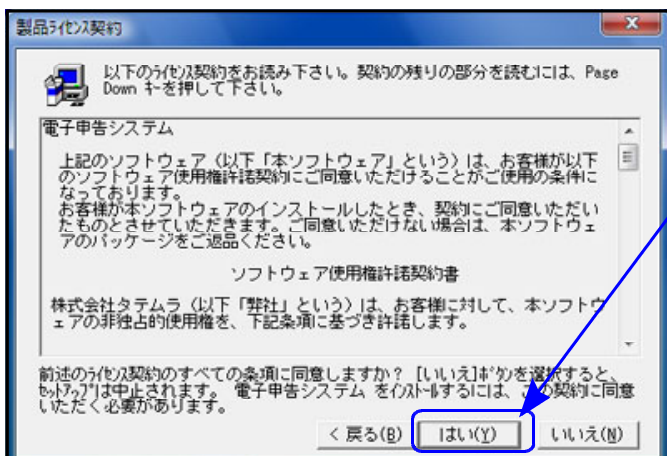 製品ﾗｲｾﾝｽ契約
以下のﾗｲｾﾝｽ契約をお読み下さい。契約の残りの部分を読むには、Page
Down ｷｰを押して下さい。
電子申告システム
上記のソフトウェア（以下「本ソフトウェア」という）は、お客様が以下
のソフトウェア使用権許諾契約にご同意いただけることがご使用の条件に
なっております。
お客様が本ソフトウェアのインストールしたとき、契約にご同意いただい
たものとさせていただきます。ご同意いただけない場合は、本ソフトウェ
アのパッケージをご返品ください。
ソフトウェア使用権許諾契約書
株式会社タテムラ（以下「弊社」という）は、お客様に対して、本ソフトウ
ェアの非独占的使用権を、下記条項に基づき許諾します。
前述のﾗｲｾﾝｽ契約のすべての条項に同意しますか？ [いいえ]ﾎﾞﾀﾝを選択すると、
ｾｯﾄｱｯﾌﾟは中止されます。 電子申告システム をｲﾝｽﾄｰﾙするには、この契約に同意
いただく必要があります。
< 戻る(B)
はい(Y)
いいえ(N)